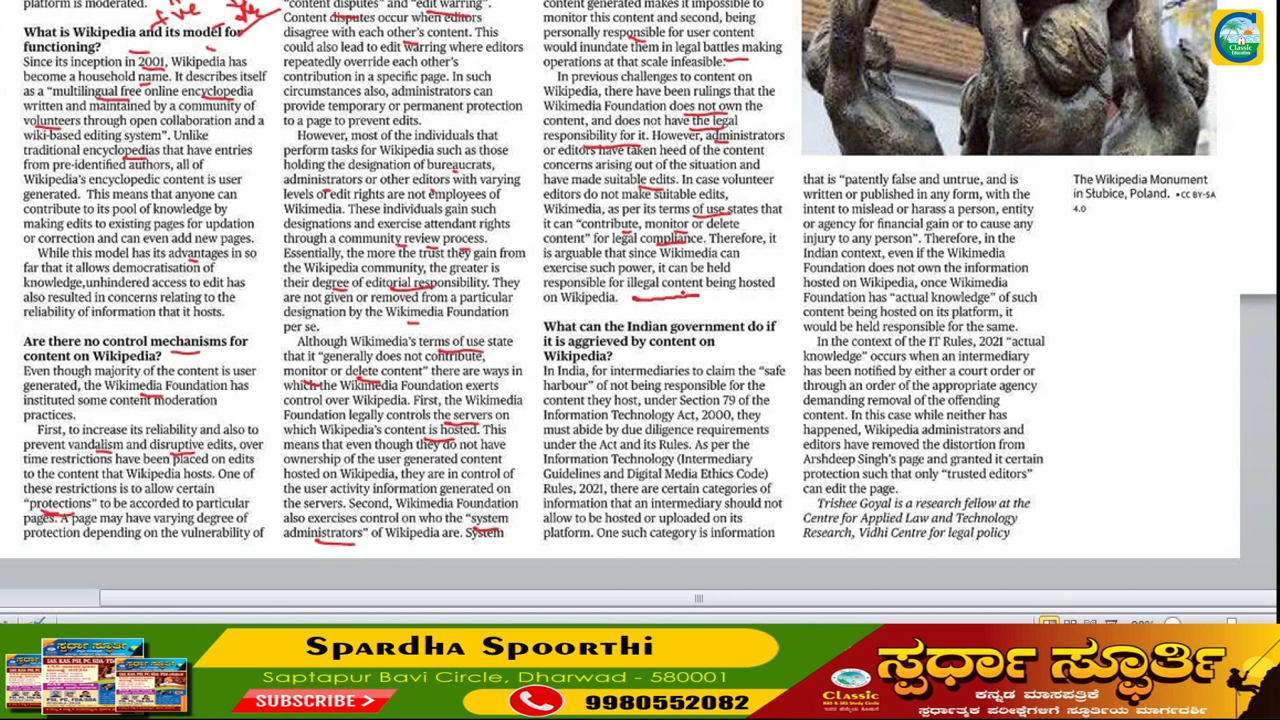 platform is moderated.
What is Wikipedia and its model for
functioning?
Since its inception in 2001, Wikipedia has
become a household name. It describes itself
as a “multilingual free online encyclopedia
written and maintained by a community of
volunteers through open collaboration and a
wiki-based editing system”. Unlike
traditional encyclopedias that have entries
from pre-identified authors, all of
Wikipedia’s encyclopedic content is user
generated. This means that anyone can
contribute to its pool of knowledge by
making edits to existing pages for updation
or correction and can even add new pages.
While this model has its advantages in so
far that it allows democratisation of
knowledge,unhindered access to edit has
also resulted in concerns relating to the
reliability of information that it hosts.
Are there no control mechanisms for
content on Wikipedia?
Even though majority of the content is user
generated, the Wikimedia Foundation has
instituted some content moderation
practices.
First, to increase its reliability and also to
prevent vandalism and disruptive edits, over
time restrictions have been placed on edits
to the content that Wikipedia hosts. One of
these restrictions is to allow certain
“protections” to be accorded to particular
pages. A page may have varying degree of
protection depending on the vulnerability of
“content disputes” and “edit warring”.
Content disputes occur when editors
disagree with each other’s content. This
could also lead to edit warring where editors
repeatedly override each other’s
contribution in a specific page. In such
circumstances also, administrators can
provide temporary or permanent protection
to a page to prevent edits.
However, most of the individuals that
perform tasks for Wikipedia such as those
holding the designation of bureaucrats,
administrators or other editors with varying
levels of edit rights are not employees of
Wikimedia. These individuals gain such
designations and exercise attendant rights
through a community review process.
Essentially, the more the trust they gain from
the Wikipedia community, the greater is
their degree of editorial responsibility. They
are not given or removed from a particular
designation by the Wikimedia Foundation
per se.
Although Wikimedia’s terms of use state
that it “generally does not contribute,
monitor or delete content” there are ways in
which the Wikimedia Foundation exerts
control over Wikipedia. First, the Wikimedia
Foundation legally controls the servers on
which Wikipedia’s content is hosted. This
means that even though they do not have
ownership of the user generated content
hosted on Wikipedia, they are in control of
the user activity information generated on
the servers. Second, Wikimedia Foundation
also exercises control on who the “system
administrators” of Wikipedia are. System
content generated makes it impossible to
monitor this content and second, being
personally responsible for user content
would inundate them in legal battles making
operations at that scale infeasible.
In previous challenges to content on
Wikipedia, there have been rulings that the
Wikimedia Foundation does not own the
content, and does not have the legal
responsibility for it. However, administrators
or editors have taken heed of the content
concerns arising out of the situation and
have made suitable edits. In case volunteer
editors do not make suitable edits,
Wikimedia, as per its terms of use states that
it can “contribute, monitor or delete
content” for legal compliance. Therefore, it
is arguable that since Wikimedia can
exercise such power, it can be held
responsible for illegal content being hosted
on Wikipedia.
What can the Indian government do if
it is aggrieved by content on
Wikipedia?
In India, for intermediaries to claim the “safe
harbour” of not being responsible for the
content they host, under Section 79 of the
Information Technology Act, 2000, they
must abide by due diligence requirements
under the Act and its Rules. As per the
Information Technology (Intermediary
Guidelines and Digital Media Ethics Code)
Rules, 2021, there are certain categories of
information that an intermediary should not
allow to be hosted or uploaded on its
platform. One such category is information
that is “patently false and untrue, and is
written or published in any form, with the
intent to mislead or harass a person, entity
or agency for financial gain or to cause any
injury to any person”. Therefore, in the
Indian context, even if the Wikimedia
Foundation does not own the information
hosted on Wikipedia, once Wikimedia
Foundation has “actual knowledge” of such
content being hosted on its platform, it
would be held responsible for the same.
In the context of the IT Rules, 2021 “actual
knowledge” occurs when an intermediary
has been notified by either a court order or
through an order of the appropriate agency
demanding removal of the offending
content. In this case while neither has
happened, Wikipedia administrators and
editors have removed the distortion from
Arshdeep Singh’s page and granted it certain
protection such that only “trusted editors”
can edit the page.
Trishee Goyal is a research fellow at the
Centre for Applied Law and Technology
Research, Vidhi Centre for legal policy
The Wikipedia Monument
in Stubice, Poland. •CC BY-SA
4.0
Classic
Education
Spardha Spoorthi
Saptapur Bavi Circle, Dharwad - 580001
SUBSCRIBE
9980552082
Classic
ಸ್ಪರ್ಧಾ ಸ್ಫೂರ್ತಿ
ಕನ್ನಡ ಮಾಸಪತ್ರಿಕೆ
ಸ್ಪರ್ಧಾತ್ಮಕ ಪರೀಕ್ಷೆಗಳಿಗೆ ಸ್ಫೂರ್ತಿಯ ಮಾರ್ಗದರ್ಶಿ